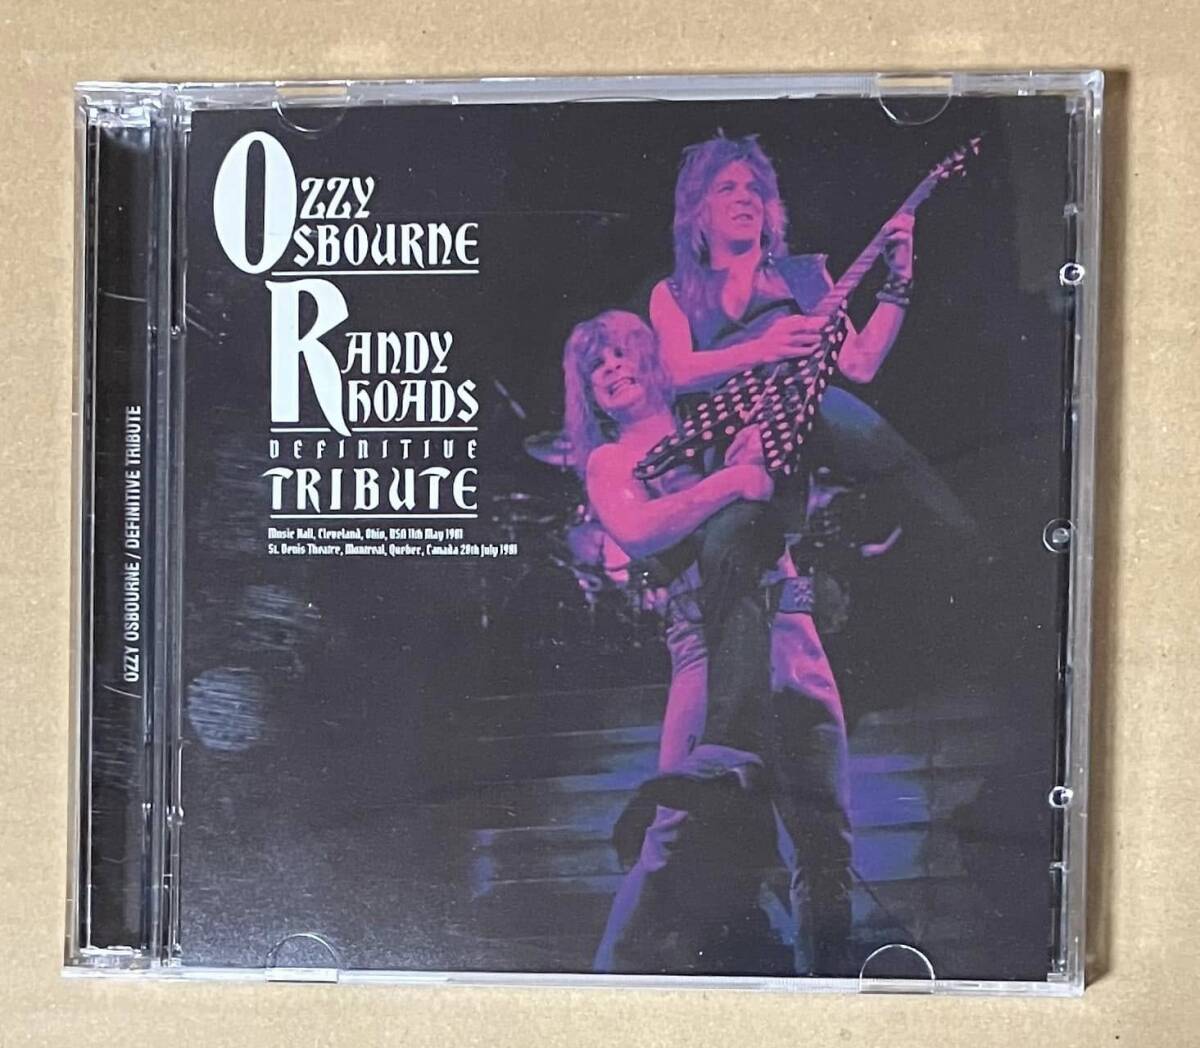 OZZY
OSBOURNE
RANDY
RHOADS
DEFINITIVE
TRIBUTE
Music Hall, Cleveland, Ohio, USA 11th May 1981
St. Denis Theatre, Montreal, Quebec, Canada 28th July 1981
OZZY OSBOURNE / DEFINITIVE TRIBUTE